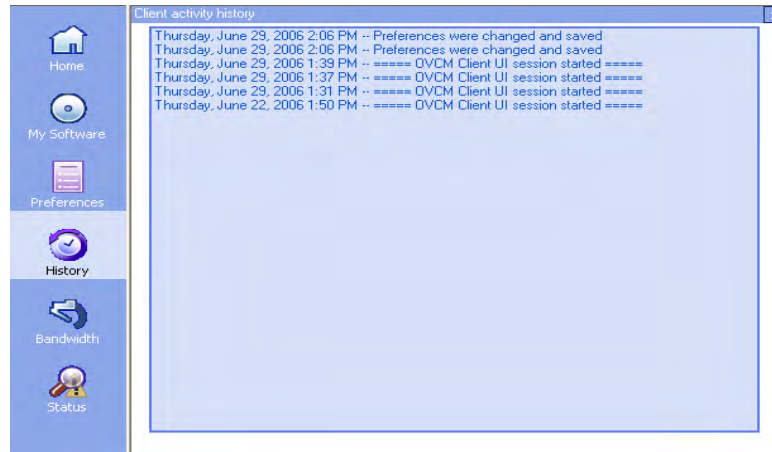 Client activity history
Home
My Software
Preferences
History
Bandwidth
Status
Thursday, June 29, 2006 2:06 PM -- Preferences were changed and saved
Thursday, June 29, 2006 2:06 PM -- Preferences were changed and saved
Thursday, June 29, 2006 1:39 PM -- ===== OVCM Client UI session started =====
Thursday, June 29, 2006 1:37 PM -- ===== OVCM Client UI session started =====
Thursday, June 29, 2006 1:31 PM -- ===== OVCM Client UI session started =====
Thursday, June 22, 2006 1:50 PM -- ===== OVCM Client UI session started =====